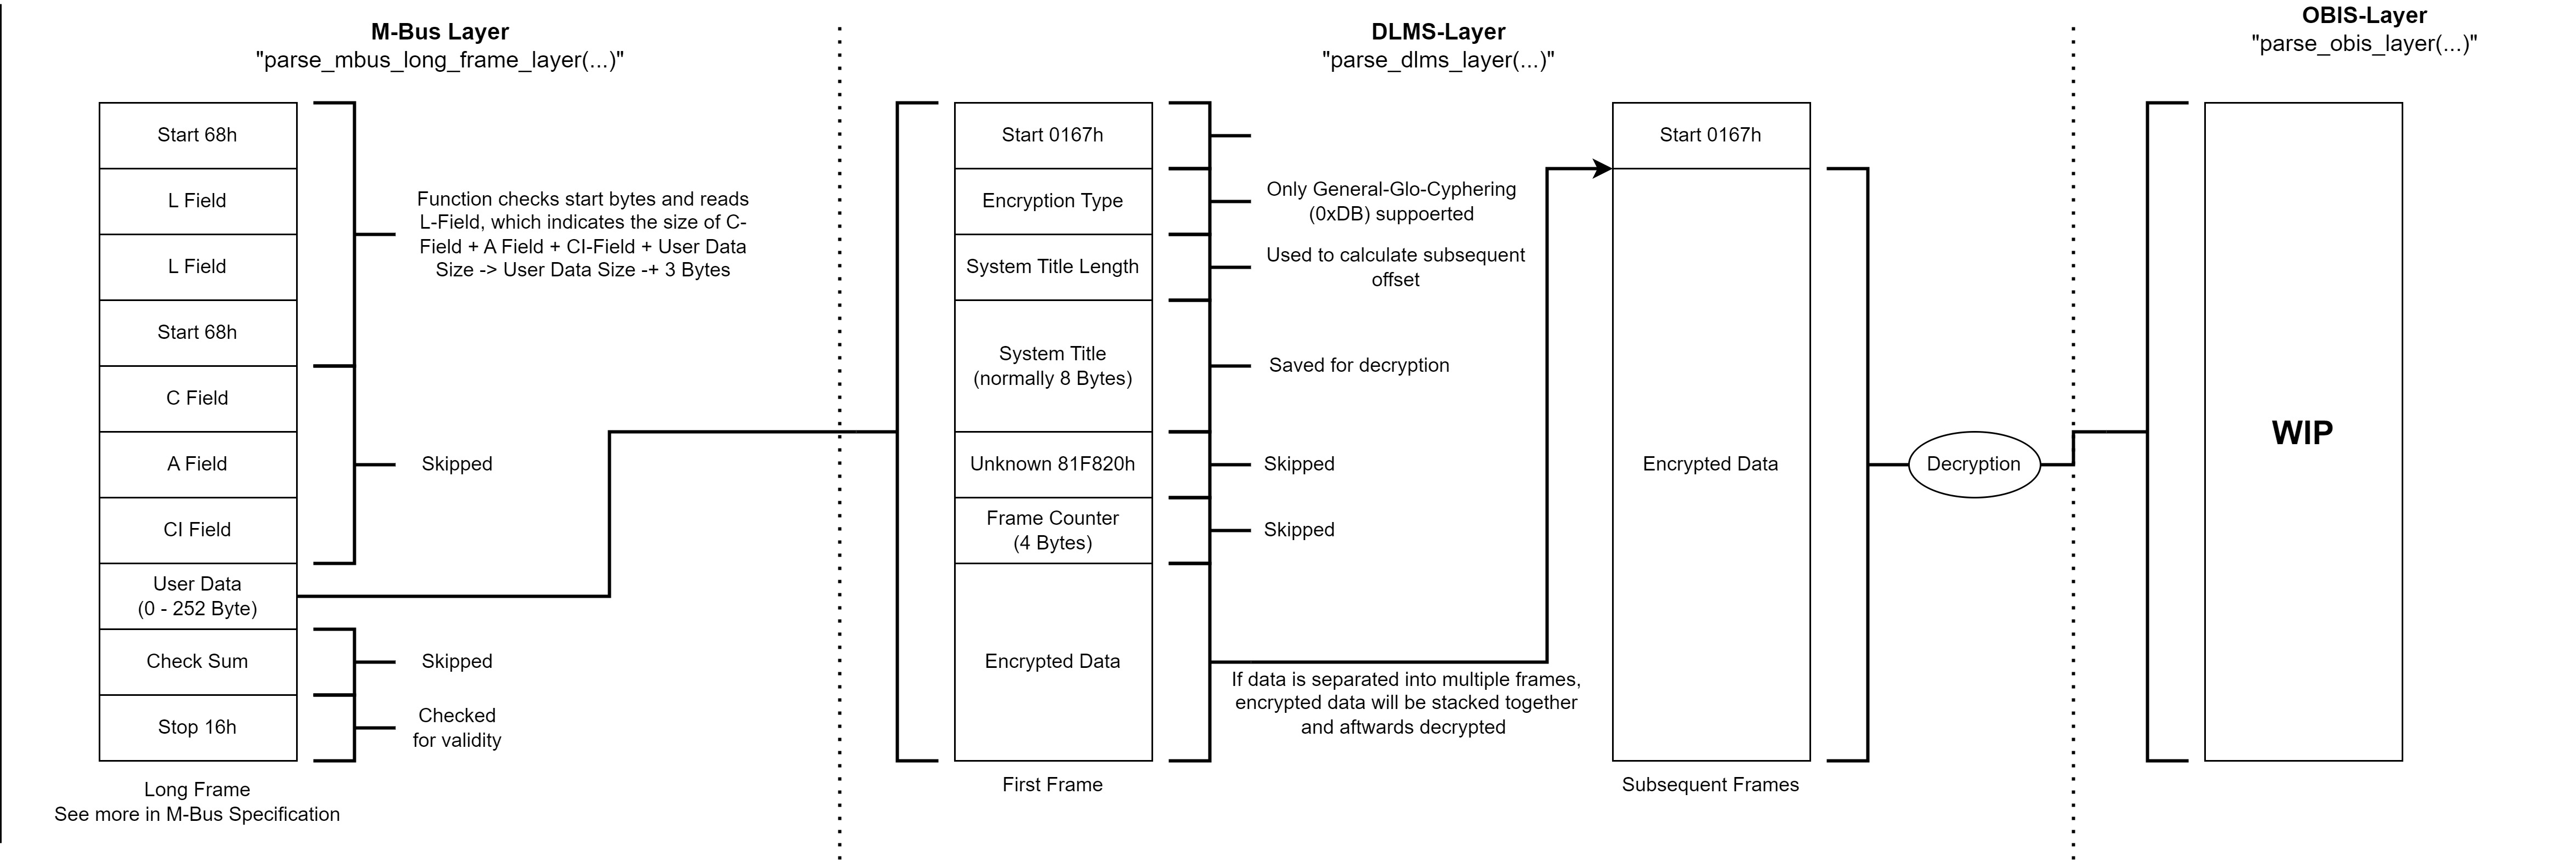 M-Bus Layer
"parse_mbus_long_frame_layer(...)"
Start 68h
L Field
L Field
Start 68h
C Field
A Field
CI Field
User Data
(0 - 252 Byte)
Check Sum
Stop 16h
Long Frame
See more in M-Bus Specification
Function checks start bytes and reads
L-Field, which indicates the size of C-
Field + A Field + CI-Field + User Data
Size -> User Data Size -+ 3 Bytes
Skipped
Skipped
Checked
for validity
DLMS-Layer
"parse_dlms_layer(...)"
Start 0167h
Encryption Type
System Title Length
System Title
(normally 8 Bytes)
Unknown 81F820h
Frame Counter
(4 Bytes)
Encrypted Data
First Frame
Only General-Glo-Cyphering
(0xDB) suppoerted
Used to calculate subsequent
offset
Saved for decryption
Skipped
Skipped
If data is separated into multiple frames,
encrypted data will be stacked together
and aftwards decrypted
Start 0167h
Encrypted Data
Subsequent Frames
Decryption
OBIS-Layer
"parse_obis_layer(...)"
WIP